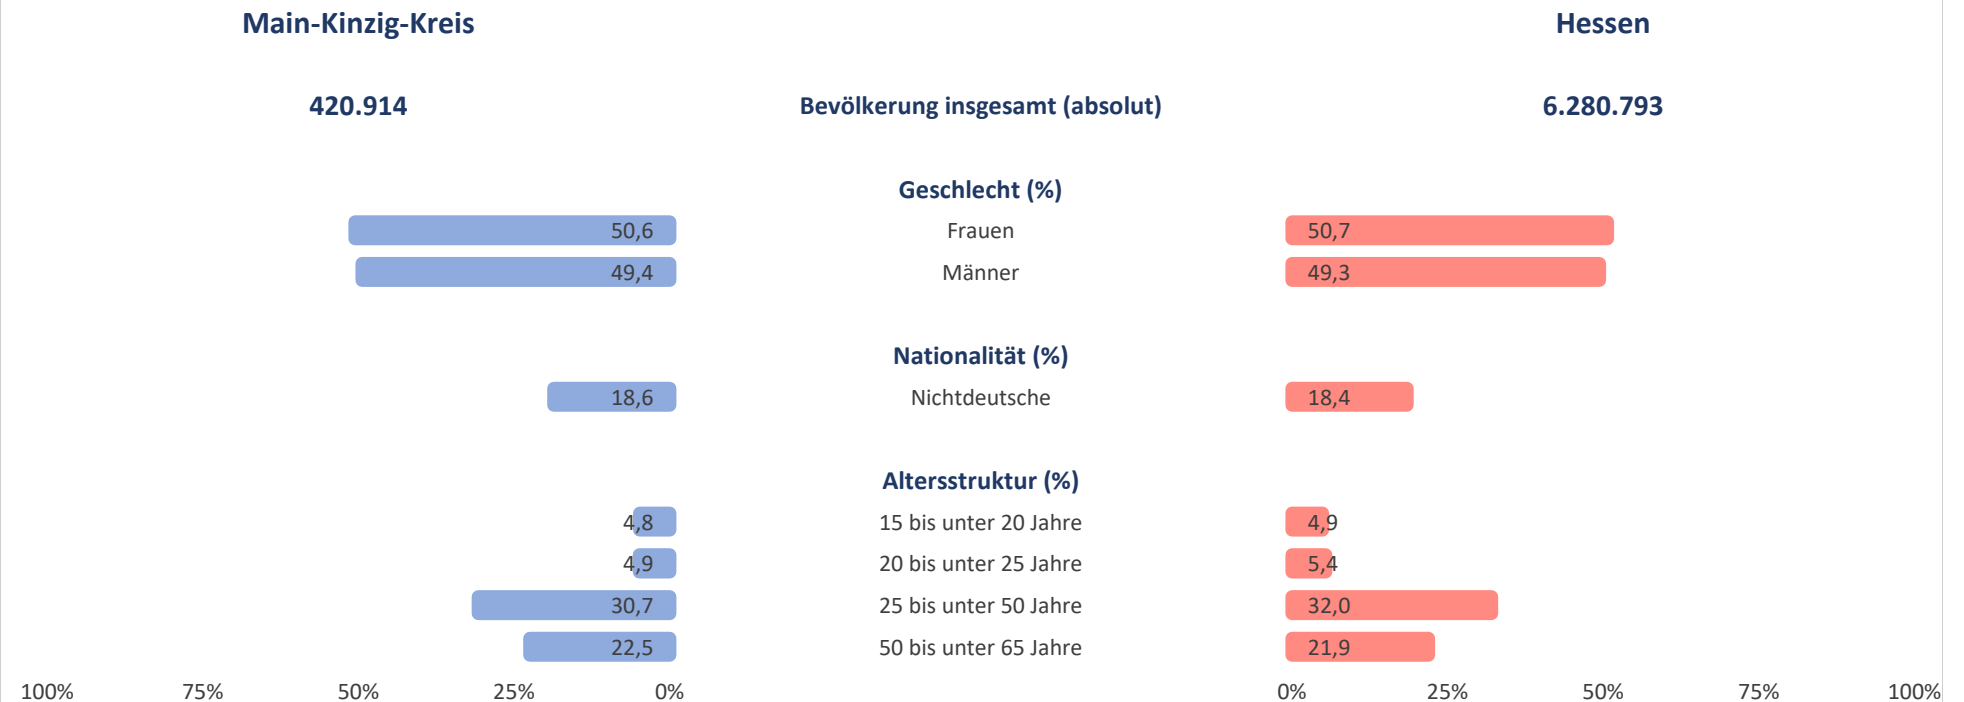 Main-Kinzig-Kreis Hessen
420.914 Bevölkerung insgesamt (absolut) 6.280.793
Geschlecht (%)
50,6 Frauen 50,7
49,4 Männer 49,3
Nationalität (%)
18,6 Nichtdeutsche 18,4
Altersstruktur (%)
4,8 15 bis unter 20 Jahre 4,9
4,9 20 bis unter 25 Jahre 5,4
30,7 25 bis unter 50 Jahre 32,0
22,5 50 bis unter 65 Jahre 21,9
100% 75% 50% 25% 0% 0% 25% 50% 75% 100%